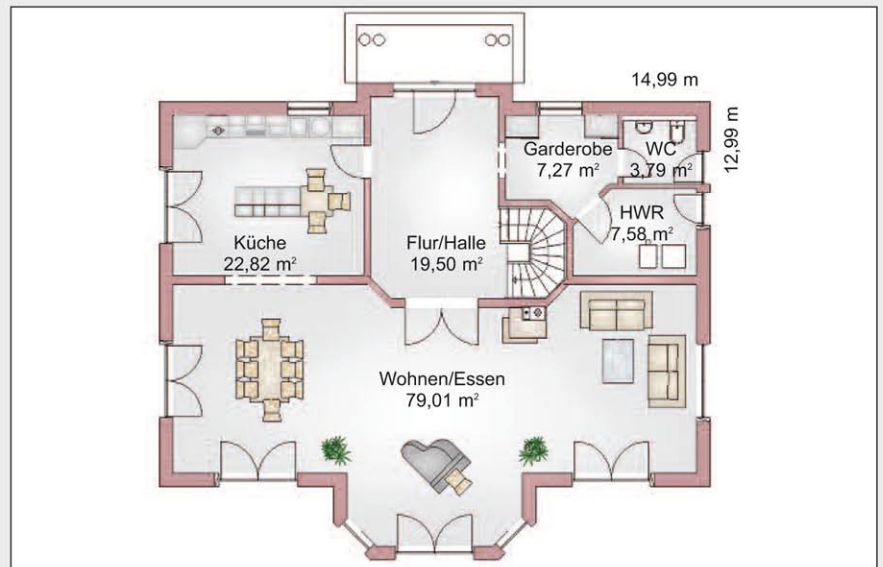 14,99 m
12,99 m
Garderobe
7,27 m²
WC
3,79 m²
HWR
7,58 m²
Küche
22,82 m²
Flur/Halle
19,50 m²
Wohnen/Essen
79,01 m²